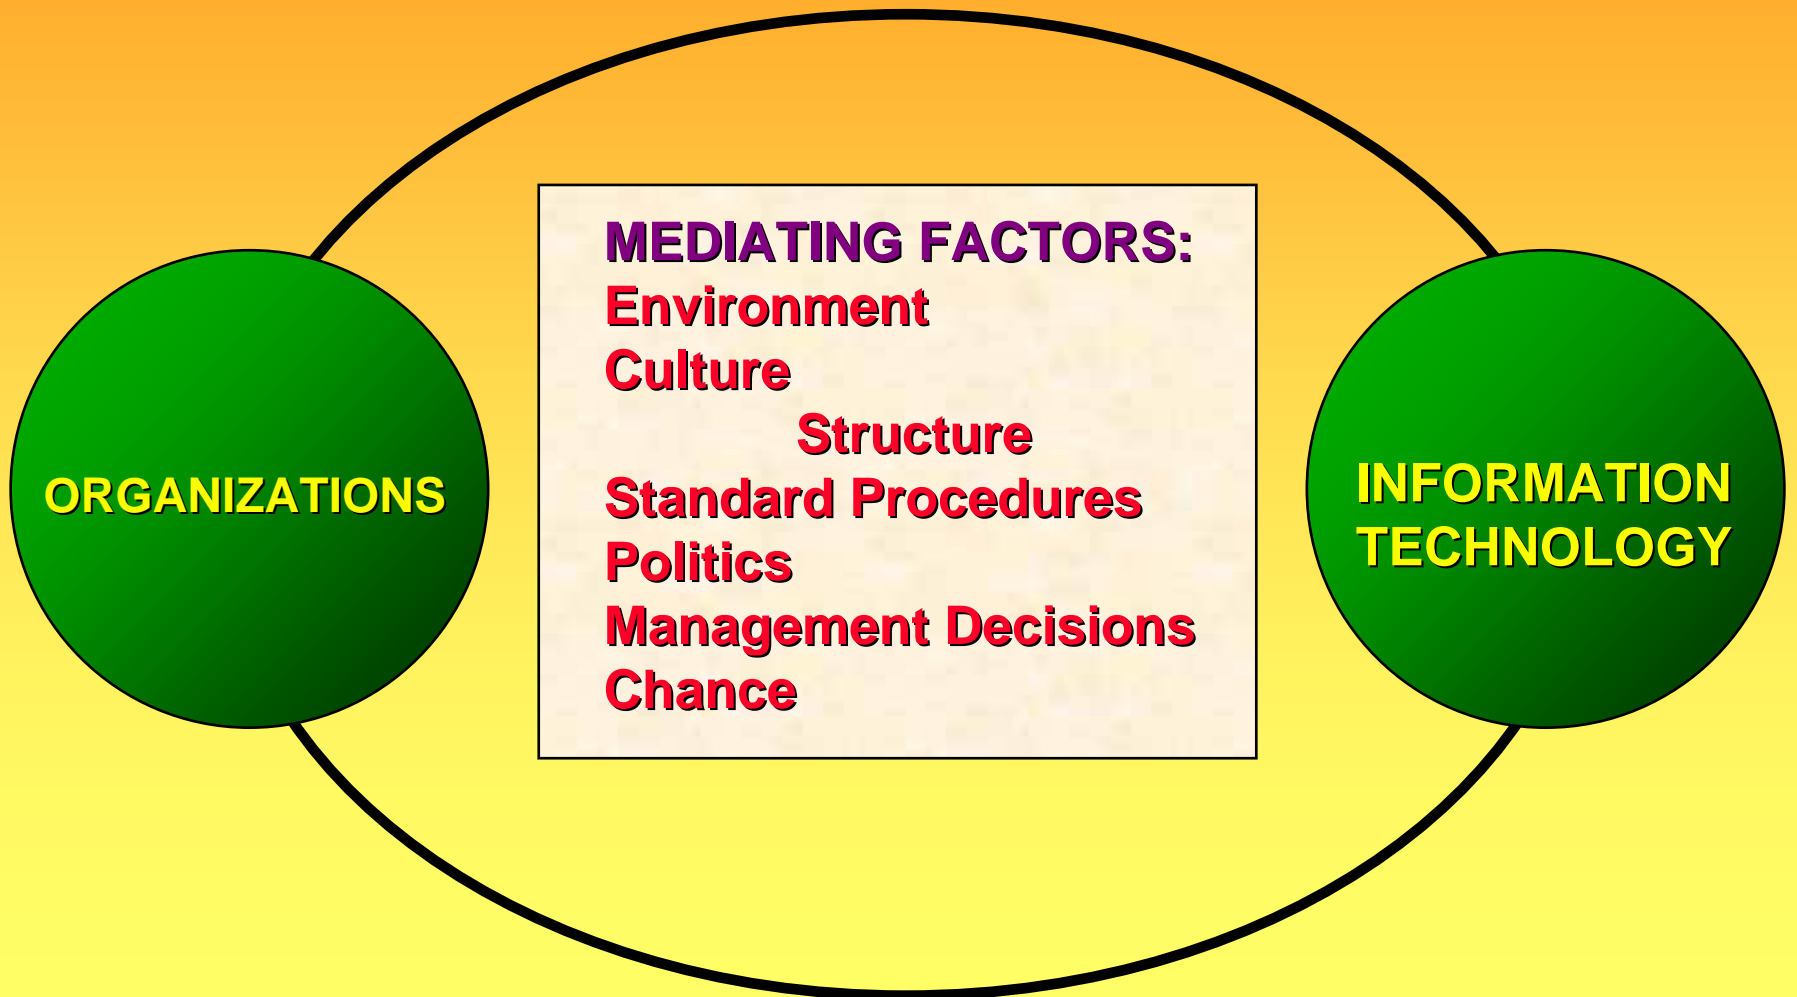 MEDIATING FACTORS:
Environment
Culture
Structure
Standard Procedures
Politics
Management Decisions
Chance
ORGANIZATIONS
INFORMATION
TECHNOLOGY